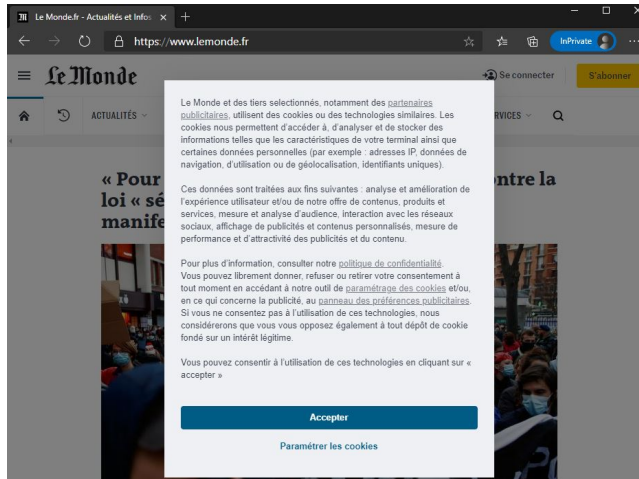 Le Monde.fr - Actualités et Infos
https://www.lemonde.fr
InPrivate
Le Monde
Se connecter
S'abonner
ACTUALITÉS
RVICES
« Pour
ntre la
loi « sé
manife
Le Monde et des tiers selectionnés, notamment des partenaires
publicitaires, utilisent des cookies ou des technologies similaires. Les
cookies nous permettent d'accéder à, d'analyser et de stocker des
informations telles que les caractéristiques de votre terminal ainsi que
certaines données personnelles (par exemple : adresses IP, données de
navigation, d'utilisation ou de géolocalisation, identifiants uniques).
Ces données sont traitées aux fins suivantes : analyse et amélioration de
l'expérience utilisateur et/ou de notre offre de contenus, produits et
services, mesure et analyse d'audience, interaction avec les réseaux
sociaux, affichage de publicités et contenus personnalisés, mesure de
performance et d'attractivité des publicités et du contenu.
Pour plus d'information, consulter notre politique de confidentialité.
Vous pouvez librement donner, refuser ou retirer votre consentement à
tout moment en accédant à notre outil de paramétrage des cookies et/ou,
en ce qui concerne la publicité, au panneau des préférences publicitaires.
Si vous ne consentez pas à l'utilisation de ces technologies, nous
considérerons que vous vous opposez également à tout dépôt de cookie
fondé sur un intérêt légitime.
Vous pouvez consentir à l'utilisation de ces technologies en cliquant sur «
accepter »
Accepter
Paramétrer les cookies